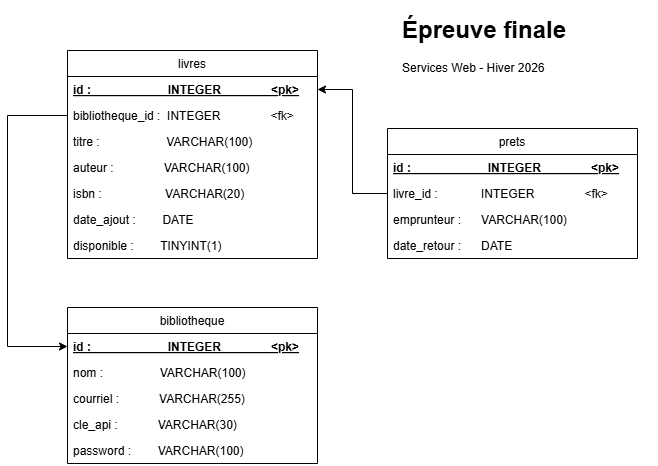 Épreuve finale
Services Web - Hiver 2026
livres
id : INTEGER <pk>
bibliotheque_id : INTEGER <fk>
titre : VARCHAR(100)
auteur : VARCHAR(100)
isbn : VARCHAR(20)
date_ajout : DATE
disponible : TINYINT(1)
prets
id : INTEGER <pk>
livre_id : INTEGER <fk>
emprunteur : VARCHAR(100)
date_retour : DATE
bibliotheque
id : INTEGER <pk>
nom : VARCHAR(100)
courriel : VARCHAR(255)
cle_api : VARCHAR(30)
password : VARCHAR(100)